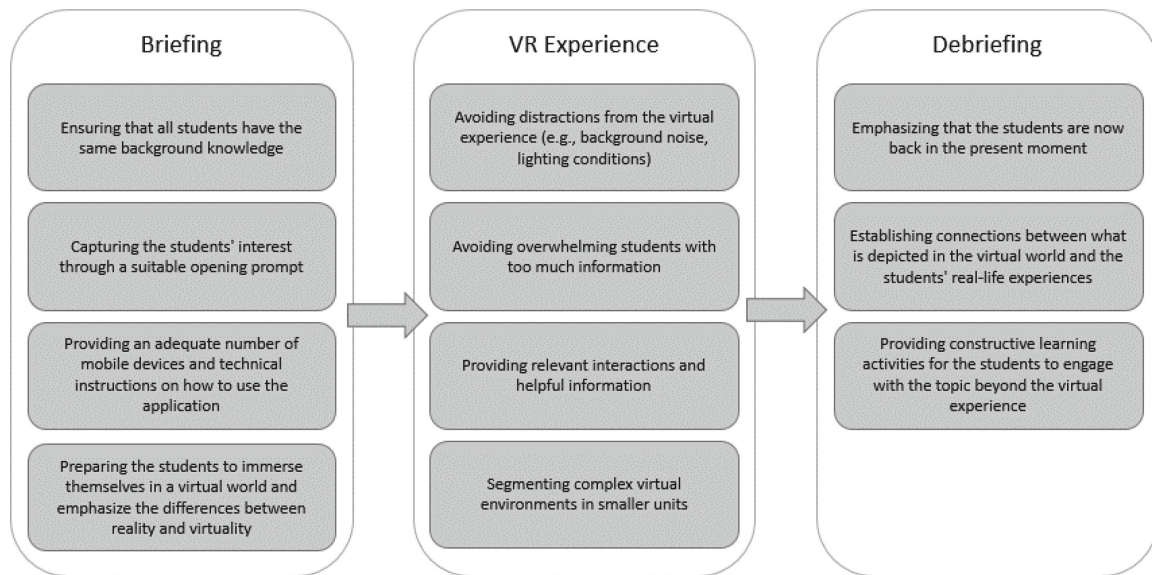 Briefing
Ensuring that all students have the
same background knowledge
Capturing the students' interest
through a suitable opening prompt
Providing an adequate number of
mobile devices and technical
instructions on how to use the
application
Preparing the students to immerse
themselves in a virtual world and
emphasize the differences between
reality and virtuality
VR Experience
Avoiding distractions from the virtual
experience (e.g., background noise,
lighting conditions)
Avoiding overwhelming students with
too much information
Providing relevant interactions and
helpful information
Segmenting complex virtual
environments in smaller units
Debriefing
Emphasizing that the students are now
back in the present moment
Establishing connections between what
is depicted in the virtual world and the
students' real-life experiences
Providing constructive learning
activities for the students to engage
with the topic beyond the virtual
experience